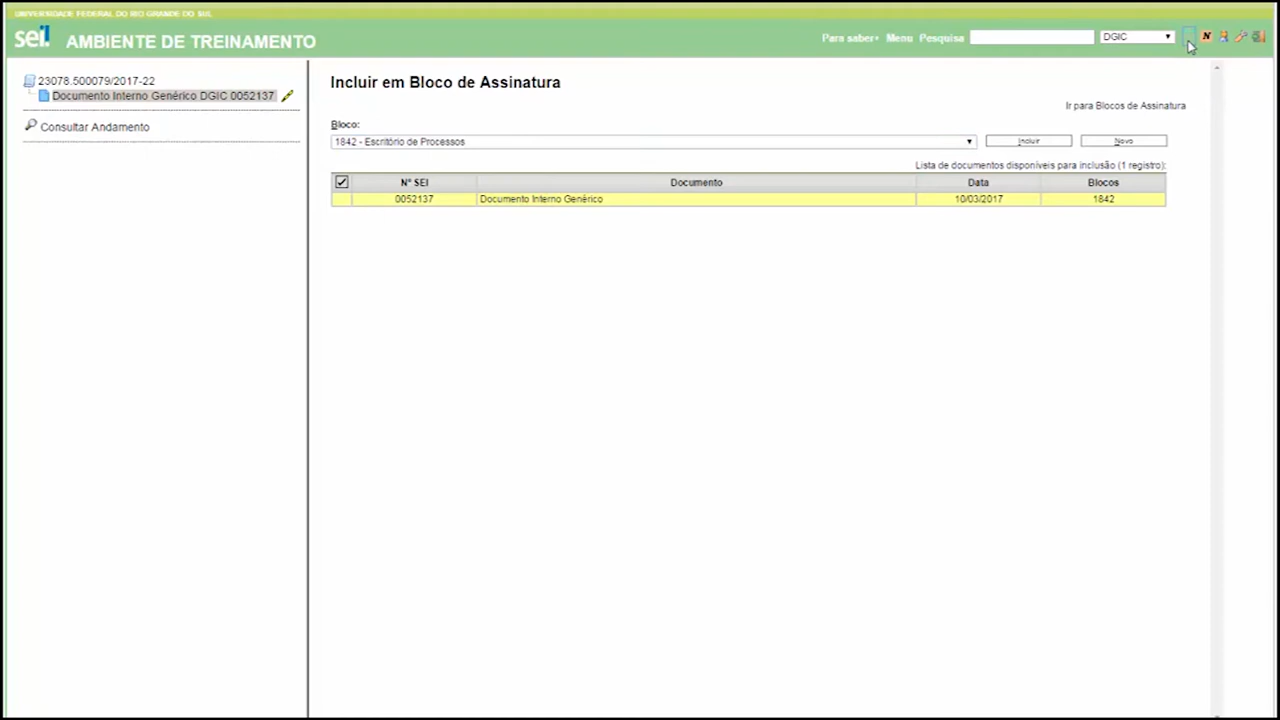 UNIVERSIDADE FEDERAL DO RIO GRANDE DO SUL
sei! AMBIENTE DE TREINAMENTO
Para saber+ Menu Pesquisa DGIC N
23078.500079/2017-22
Documento Interno Genérico DGIC 0052137
Consultar Andamento
Incluir em Bloco de Assinatura
Ir para Blocos de Assinatura
Bloco:
1842 - Escritório de Processos Incluir Novo
Lista de documentos disponíveis para inclusão (1 registro):
Nº SEI Documento Data Blocos
0052137 Documento Interno Genérico 10/03/2017 1842